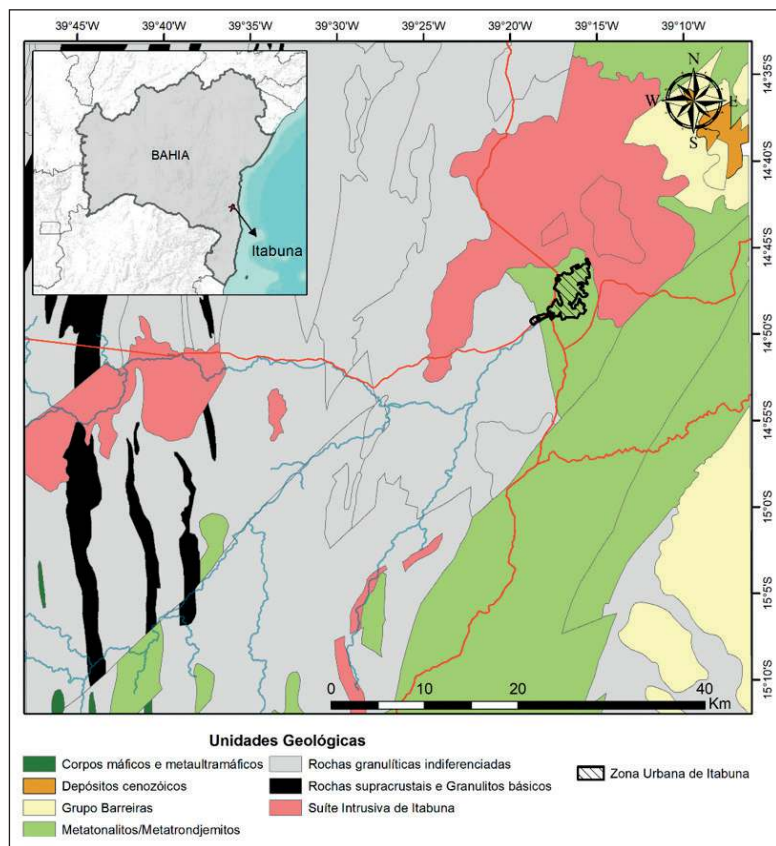 39°45'W 39°40'W 39°35'W 39°30'W 39°25'W 39°20'W 39°15'W 39°10'W
14°35'S
14°40'S
14°45'S
14°50'S
14°55'S
15°0'S
15°5'S
15°10'S
N
W E
S
BAHIA
Itabuna
0 10 20 40
Km
Unidades Geológicas
Corpos máficos e metaultramáficos
Depósitos cenozóicos
Grupo Barreiras
Metatonalitos/Metatrondjemitos
Rochas granulíticas indiferenciadas
Rochas supracrustais e Granulitos básicos
Suíte Intrusiva de Itabuna
Zona Urbana de Itabuna